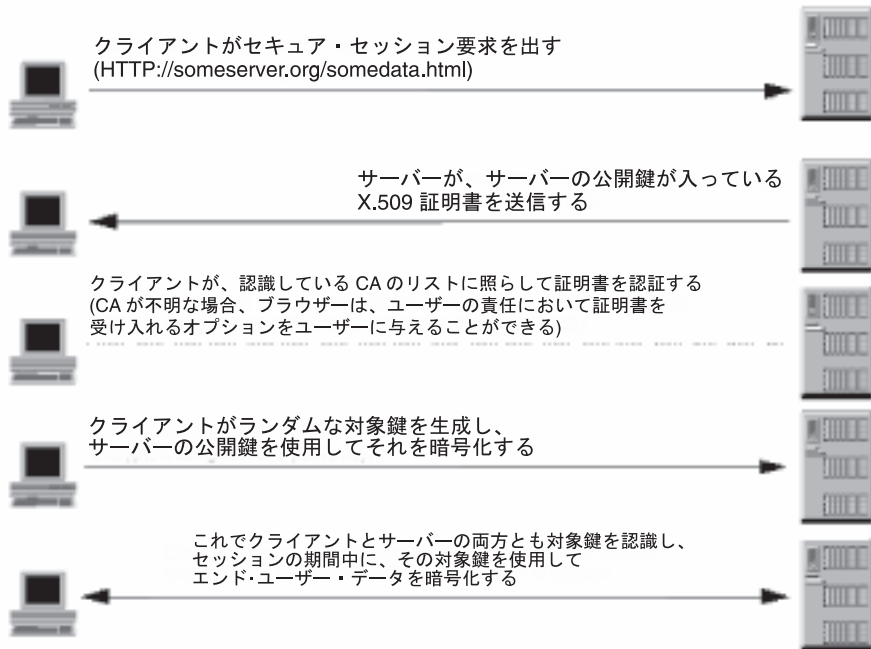 クライアントがセキュア・セッション要求を出す
(HTTP://someserver.org/somedata.html)
サーバーが、サーバーの公開鍵が入っている
X.509 証明書を送信する
クライアントが、認識している CA のリストに照らして証明書を認証する
(CA が不明な場合、ブラウザーは、ユーザーの責任において証明書を
受け入れるオプションをユーザーに与えることができる)
クライアントがランダムな対象鍵を生成し、
サーバーの公開鍵を使用してそれを暗号化する
これでクライアントとサーバーの両方とも対象鍵を認識し、
セッションの期間中に、その対象鍵を使用して
エンド・ユーザー・データを暗号化する